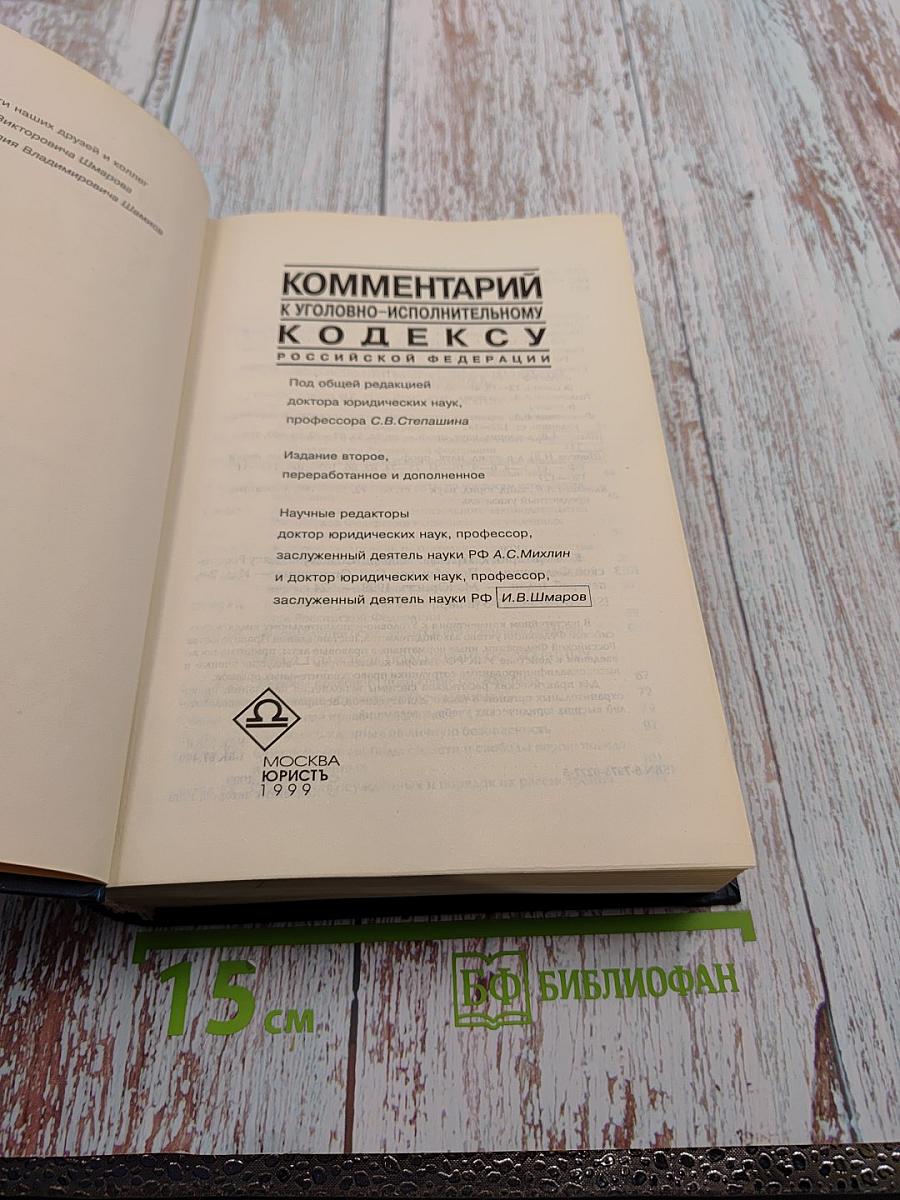 наших друзей и коллег
Викторовича Шмарова
Владимировича Шамиов
КОММЕНТАРИЙ
К УГОЛОВНО-ИСПОЛНИТЕЛЬНОМУ
КОДЕКСУ
РОССИЙСКОЙ ФЕДЕРАЦИИ
Под общей редакцией
доктора юридических наук,
профессора С.В.Степашина
Издание второе,
переработанное и дополненное
Научные редакторы
доктор юридических наук, профессор,
заслуженный деятель науки РФ А.С.Михлин
и доктор юридических наук, профессор,
заслуженный деятель науки РФ И.В.Шмаров
МОСКВА
ЮРИСТЪ
1999
15 см
БФ БИБЛИОФАН